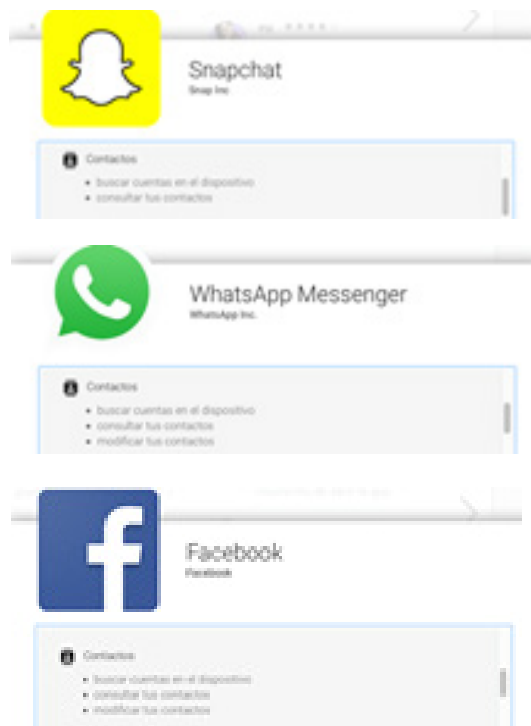 Snapchat
Snap Inc
Contactos
• buscar cuentas en el dispositivo
• consultar tus contactos
WhatsApp Messenger
WhatsApp Inc.
Contactos
• buscar cuentas en el dispositivo
• consultar tus contactos
• modificar tus contactos
Facebook
Facebook
Contactos
• buscar cuentas en el dispositivo
• consultar tus contactos
• modificar tus contactos